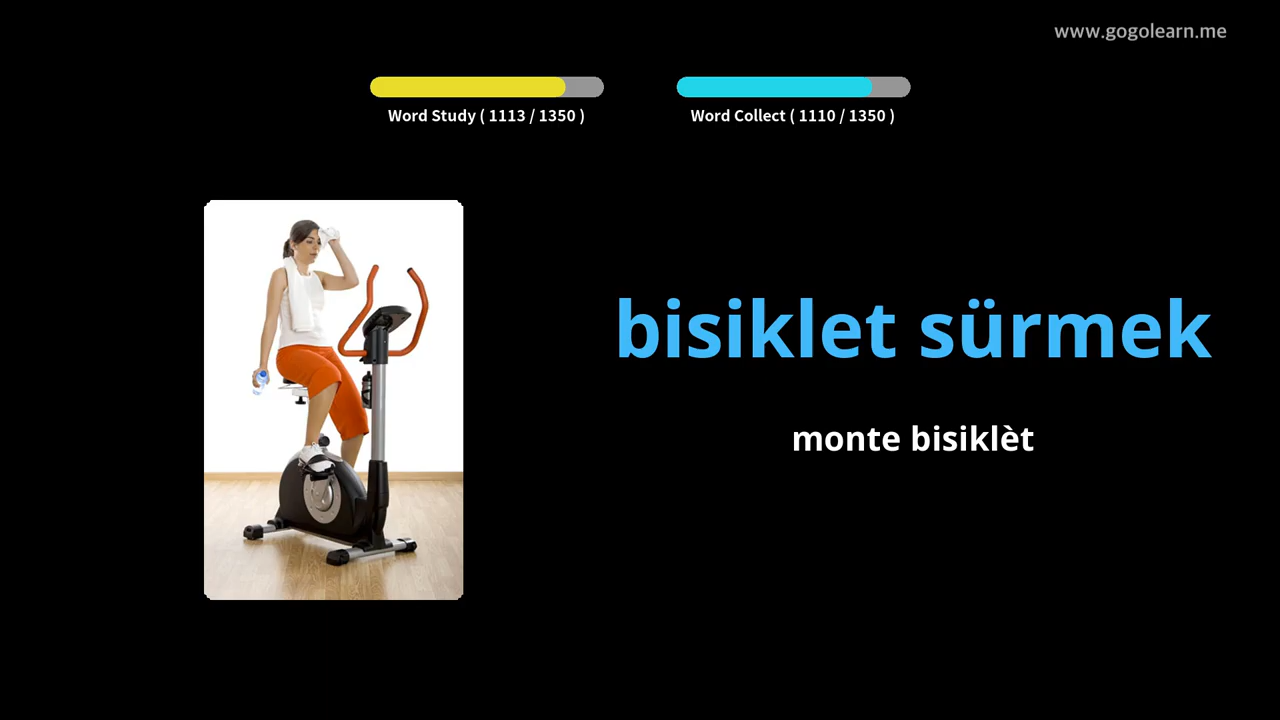 www.gogolearn.me
Word Study ( 1113 / 1350 )
Word Collect ( 1110 / 1350 )
bisiklet sürmek
monte bisiklèt